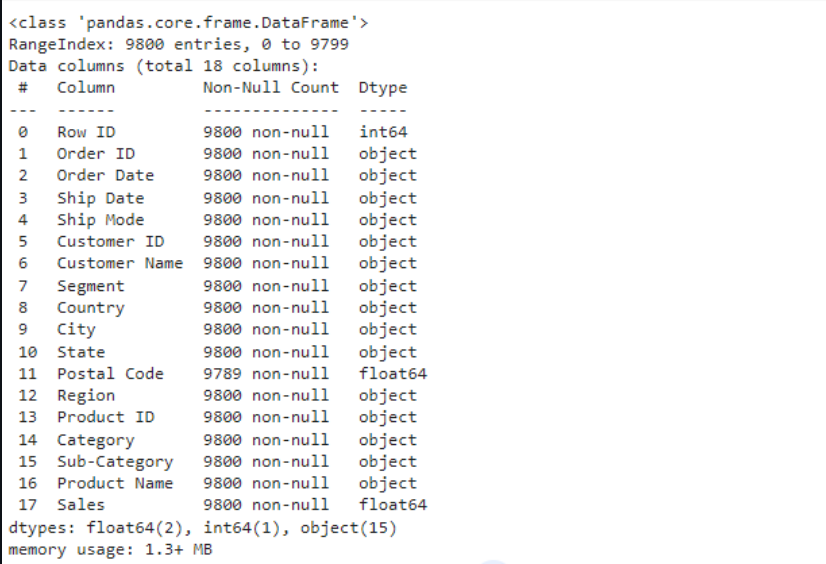 <class 'pandas.core.frame.DataFrame'>
RangeIndex: 9800 entries, 0 to 9799
Data columns (total 18 columns):
 #   Column         Non-Null Count  Dtype
---  ------         --------------  -----
 0   Row ID         9800 non-null   int64
 1   Order ID       9800 non-null   object
 2   Order Date     9800 non-null   object
 3   Ship Date      9800 non-null   object
 4   Ship Mode      9800 non-null   object
 5   Customer ID    9800 non-null   object
 6   Customer Name  9800 non-null   object
 7   Segment        9800 non-null   object
 8   Country        9800 non-null   object
 9   City           9800 non-null   object
 10  State          9800 non-null   object
 11  Postal Code    9789 non-null   float64
 12  Region         9800 non-null   object
 13  Product ID     9800 non-null   object
 14  Category       9800 non-null   object
 15  Sub-Category   9800 non-null   object
 16  Product Name   9800 non-null   object
 17  Sales          9800 non-null   float64
dtypes: float64(2), int64(1), object(15)
memory usage: 1.3+ MB